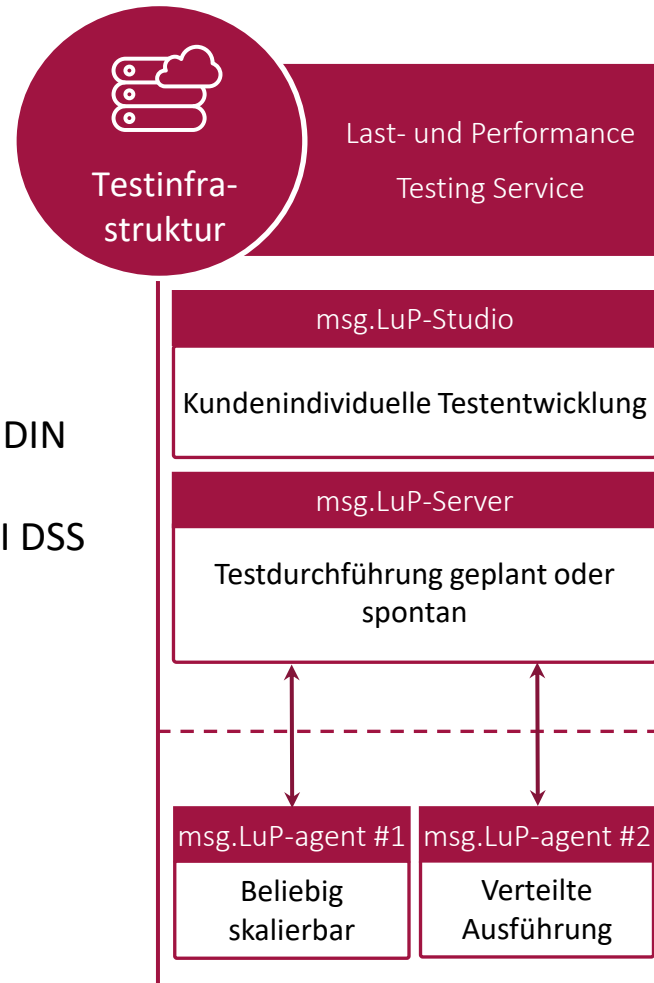 Testinfra-
struktur
Last- und Performance
Testing Service
msg.LuP-Studio
Kundenindividuelle Testentwicklung
DIN
I DSS
msg.LuP-Server
Testdurchführung geplant oder
spontan
msg.LuP-agent #1
Beliebig
skalierbar
msg.LuP-agent #2
Verteilte
Ausführung